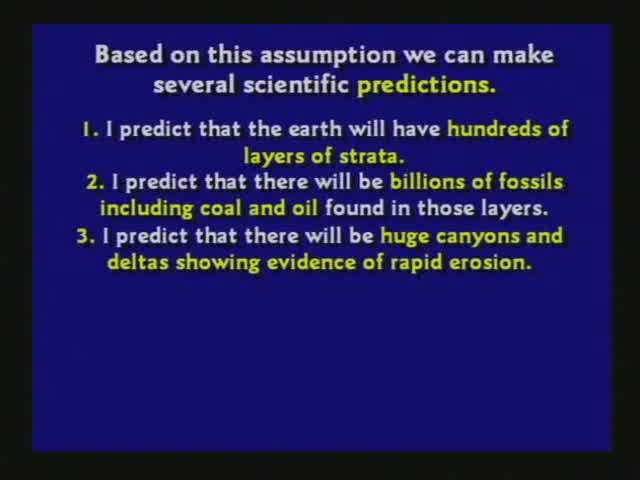 Based on this assumption we can make
several scientific predictions.
1. I predict that the earth will have hundreds of
layers of strata.
2. I predict that there will be billions of fossils
including coal and oil found in those layers.
3. I predict that there will be huge canyons and
deltas showing evidence of rapid erosion.